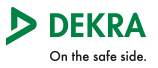 DEKRA
On the safe side.